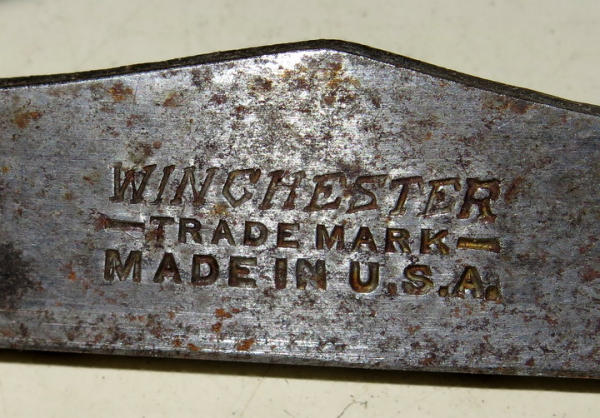 WINCHESTER
- TRADE MARK -
MADE IN U.S.A.